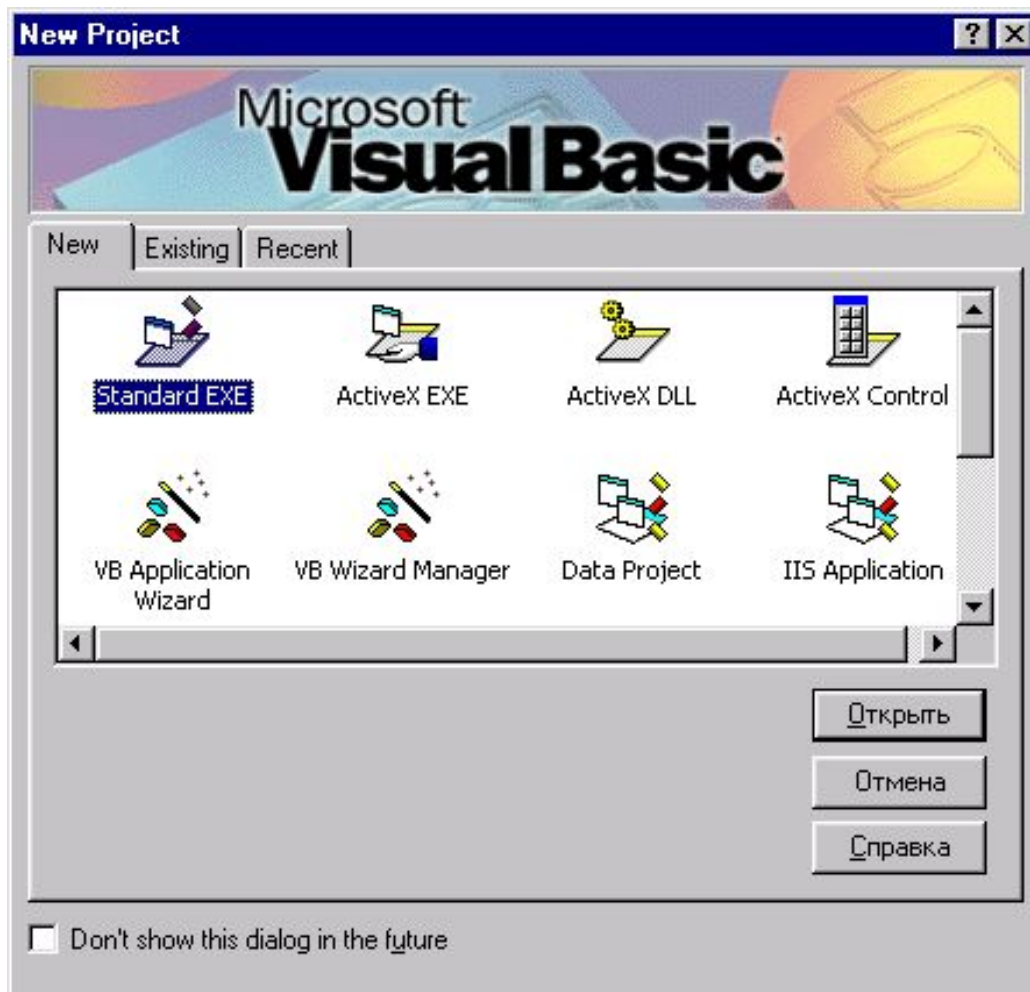 New Project
Microsoft
Visual Basic
New
Existing
Recent
Standard EXE
ActiveX EXE
ActiveX DLL
ActiveX Control
VB Application
Wizard
VB Wizard Manager
Data Project
IIS Application
Открыть
Отмена
Справка
Don't show this dialog in the future